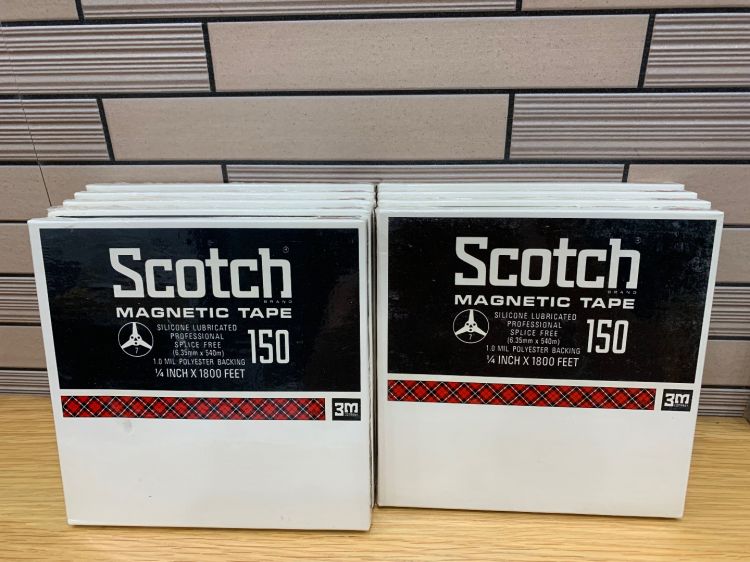 Scotch
BRAND
MAGNETIC TAPE
7
SILICONE LUBRICATED
PROFESSIONAL
SPLICE FREE
(6.35mm x 540m)
1.0 MIL POLYESTER BACKING
150
¼ INCH X 1800 FEET
3M
Scotch
BRAND
MAGNETIC TAPE
7
SILICONE LUBRICATED
PROFESSIONAL
SPLICE FREE
(6.35mm x 540m)
1.0 MIL POLYESTER BACKING
150
¼ INCH X 1800 FEET
3M